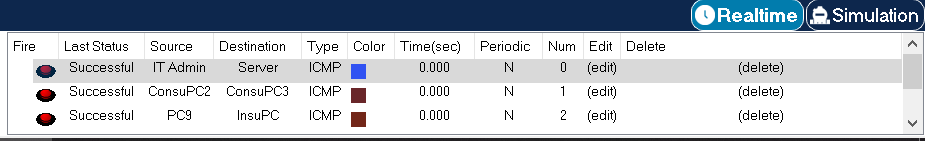 Realtime Simulation
Fire Last Status Source Destination Type Color Time(sec) Periodic Num Edit Delete
Successful IT Admin Server ICMP 0.000 N 0 (edit) (delete)
Successful ConsuPC2 ConsuPC3 ICMP 0.000 N 1 (edit) (delete)
Successful PC9 InsuPC ICMP 0.000 N 2 (edit) (delete)